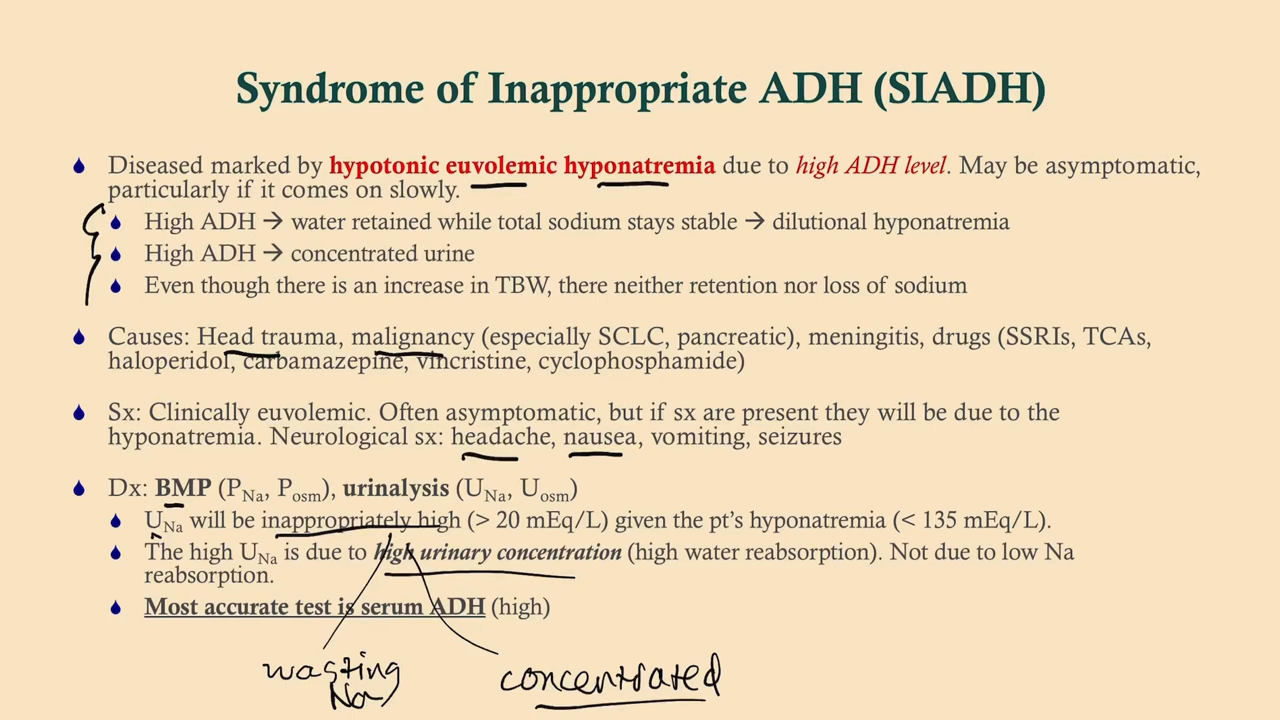 Syndrome of Inappropriate ADH (SIADH)
Diseased marked by hypotonic euvolemic hyponatremia due to high ADH level. May be asymptomatic,
particularly if it comes on slowly.
High ADH → water retained while total sodium stays stable → dilutional hyponatremia
High ADH → concentrated urine
Even though there is an increase in TBW, there neither retention nor loss of sodium
Causes: Head trauma, malignancy (especially SCLC, pancreatic), meningitis, drugs (SSRIs, TCAs,
haloperidol, carbamazepine, vincristine, cyclophosphamide)
Sx: Clinically euvolemic. Often asymptomatic, but if sx are present they will be due to the
hyponatremia. Neurological sx: headache, nausea, vomiting, seizures
Dx: BMP (PNa, Posm), urinalysis (UNa, Uosm)
UNa will be inappropriately high (> 20 mEq/L) given the pt's hyponatremia (< 135 mEq/L).
The high UNa is due to high urinary concentration (high water reabsorption). Not due to low Na
reabsorption.
Most accurate test is serum ADH (high)
wasting concentrated
Na